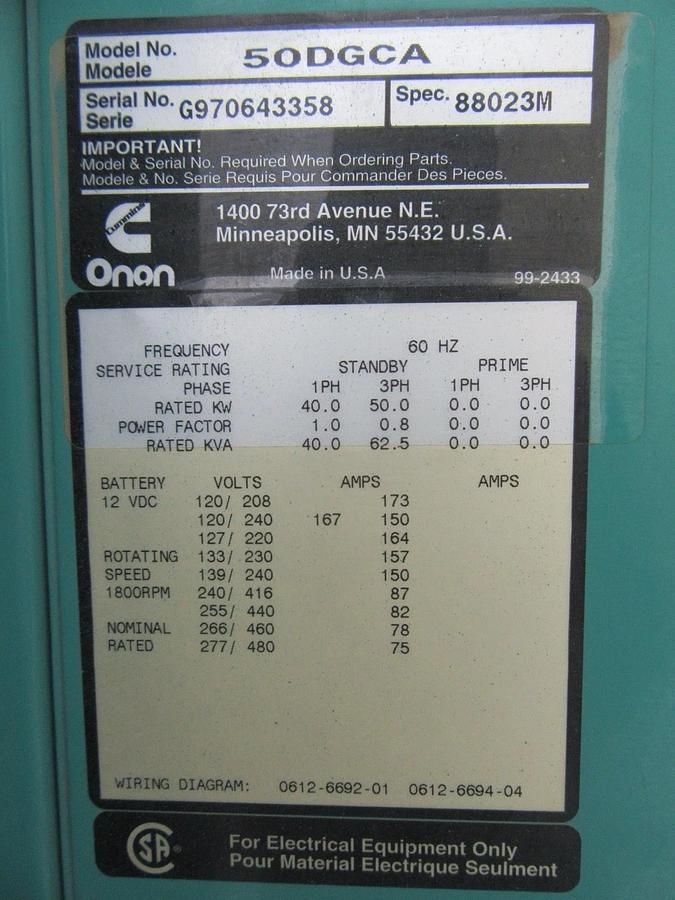 Model No. 50DGCA
Modele
Serial No. G970643358 Spec. 88023M
Serie
IMPORTANT!
Model & Serial No. Required When Ordering Parts.
Modele & No. Serie Requis Pour Commander Des Pieces.
Cummins 1400 73rd Avenue N.E.
Minneapolis, MN 55432 U.S.A.
Onan Made in U.S.A 99-2433
FREQUENCY 60 HZ
SERVICE RATING STANDBY PRIME
PHASE 1PH 3PH 1PH 3PH
RATED KW 40.0 50.0 0.0 0.0
POWER FACTOR 1.0 0.8 0.0 0.0
RATED KVA 40.0 62.5 0.0 0.0
BATTERY VOLTS AMPS AMPS
12 VDC 120/ 208 173
120/ 240 167 150
127/ 220 164
ROTATING 133/ 230 157
SPEED 139/ 240 150
1800RPM 240/ 416 87
255/ 440 82
NOMINAL 266/ 460 78
RATED 277/ 480 75
WIRING DIAGRAM: 0612-6692-01 0612-6694-04
CSA® For Electrical Equipment Only
Pour Material Electrique Seulment